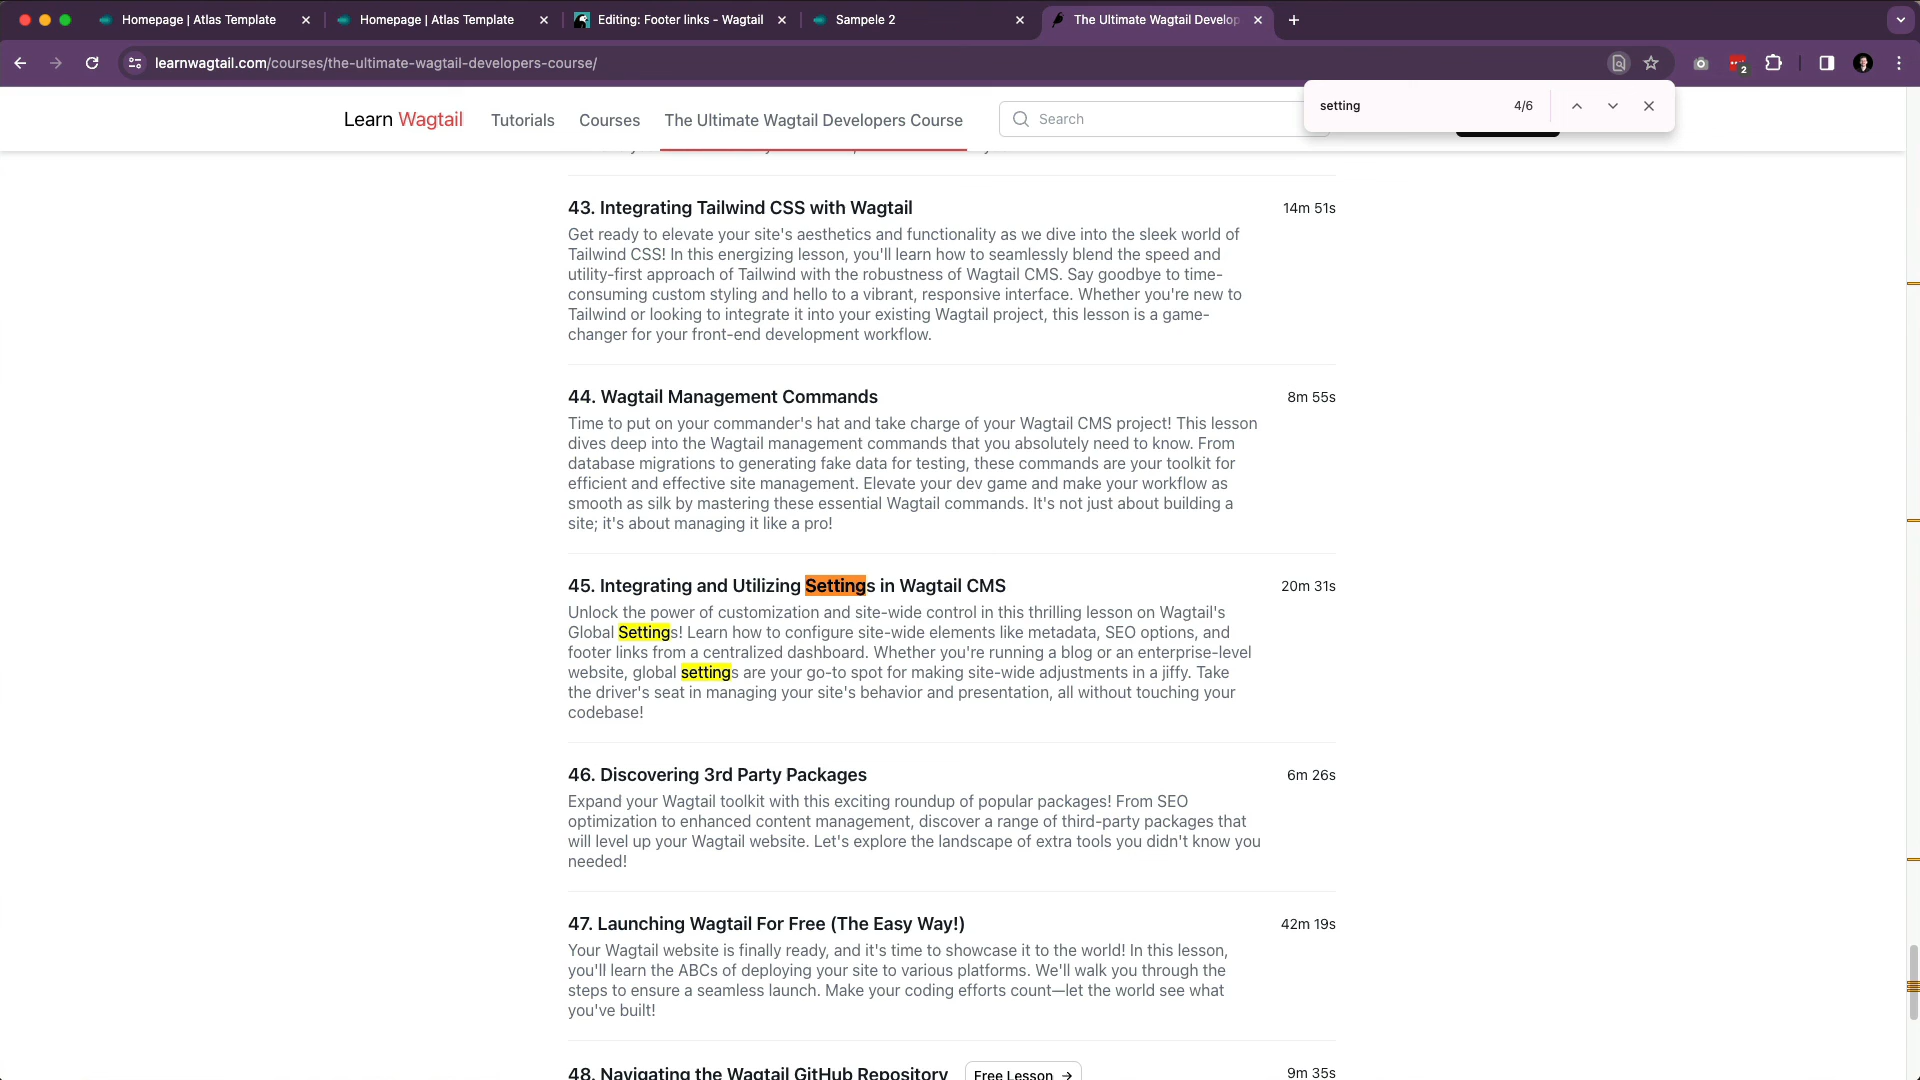 Homepage | Atlas Template
Homepage | Atlas Template
Editing: Footer links - Wagtail
Sampele 2
The Ultimate Wagtail Develop
learnwagtail.com/courses/the-ultimate-wagtail-developers-course/
2
setting 4/6
Learn Wagtail Tutorials Courses The Ultimate Wagtail Developers Course Search
43. Integrating Tailwind CSS with Wagtail 14m 51s
Get ready to elevate your site's aesthetics and functionality as we dive into the sleek world of
Tailwind CSS! In this energizing lesson, you'll learn how to seamlessly blend the speed and
utility-first approach of Tailwind with the robustness of Wagtail CMS. Say goodbye to time-
consuming custom styling and hello to a vibrant, responsive interface. Whether you're new to
Tailwind or looking to integrate it into your existing Wagtail project, this lesson is a game-
changer for your front-end development workflow.
44. Wagtail Management Commands 8m 55s
Time to put on your commander's hat and take charge of your Wagtail CMS project! This lesson
dives deep into the Wagtail management commands that you absolutely need to know. From
database migrations to generating fake data for testing, these commands are your toolkit for
efficient and effective site management. Elevate your dev game and make your workflow as
smooth as silk by mastering these essential Wagtail commands. It's not just about building a
site; it's about managing it like a pro!
45. Integrating and Utilizing Settings in Wagtail CMS 20m 31s
Unlock the power of customization and site-wide control in this thrilling lesson on Wagtail's
Global Settings! Learn how to configure site-wide elements like metadata, SEO options, and
footer links from a centralized dashboard. Whether you're running a blog or an enterprise-level
website, global settings are your go-to spot for making site-wide adjustments in a jiffy. Take
the driver's seat in managing your site's behavior and presentation, all without touching your
codebase!
46. Discovering 3rd Party Packages 6m 26s
Expand your Wagtail toolkit with this exciting roundup of popular packages! From SEO
optimization to enhanced content management, discover a range of third-party packages that
will level up your Wagtail website. Let's explore the landscape of extra tools you didn't know you
needed!
47. Launching Wagtail For Free (The Easy Way!) 42m 19s
Your Wagtail website is finally ready, and it's time to showcase it to the world! In this lesson,
you'll learn the ABCs of deploying your site to various platforms. We'll walk you through the
steps to ensure a seamless launch. Make your coding efforts count—let the world see what
you've built!
48. Navigating the Wagtail GitHub Repository Free Lesson → 9m 35s